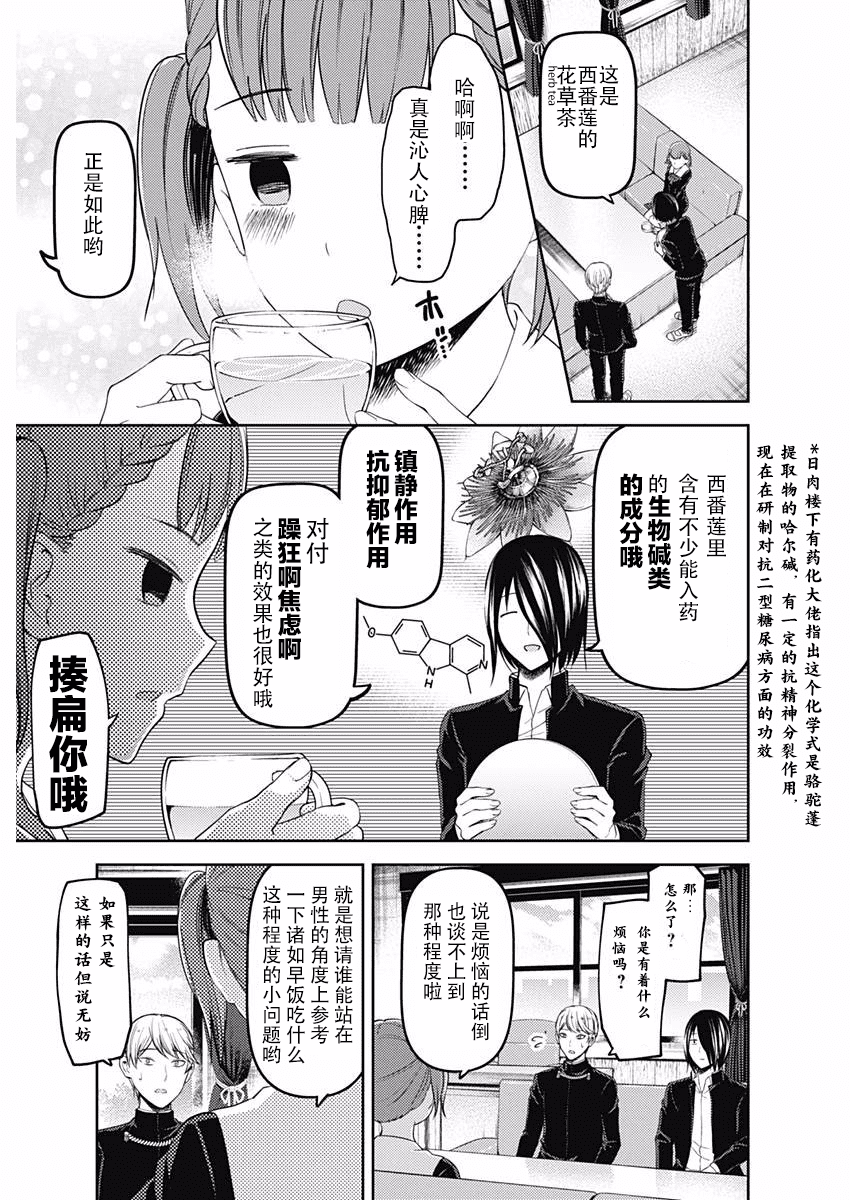 这是
西番莲的
花草茶
herb tea
哈啊啊……
真是沁人心脾……
ホッ…
正是如此哟
西番莲里
含有不少能入药
的生物碱类
的成分哦
镇静作用
抗抑郁作用
对付
躁狂啊焦虑啊
之类的效果也很好哦
N
N
H
O
揍扁你哦
*日肉楼下有药化大佬指出这个化学式是骆驼蓬
提取物的哈尔碱，有一定的抗精神分裂作用，
现在在研制对抗二型糖尿病方面的功效
那…
怎么了？
你是有着什么
烦恼吗？
说是烦恼的话倒
也谈不上到
那种程度啦
就是想请谁能站在
男性的角度上参考
一下诸如早饭吃什么
这种程度的小问题哟
如果只是
这样的话但说无妨